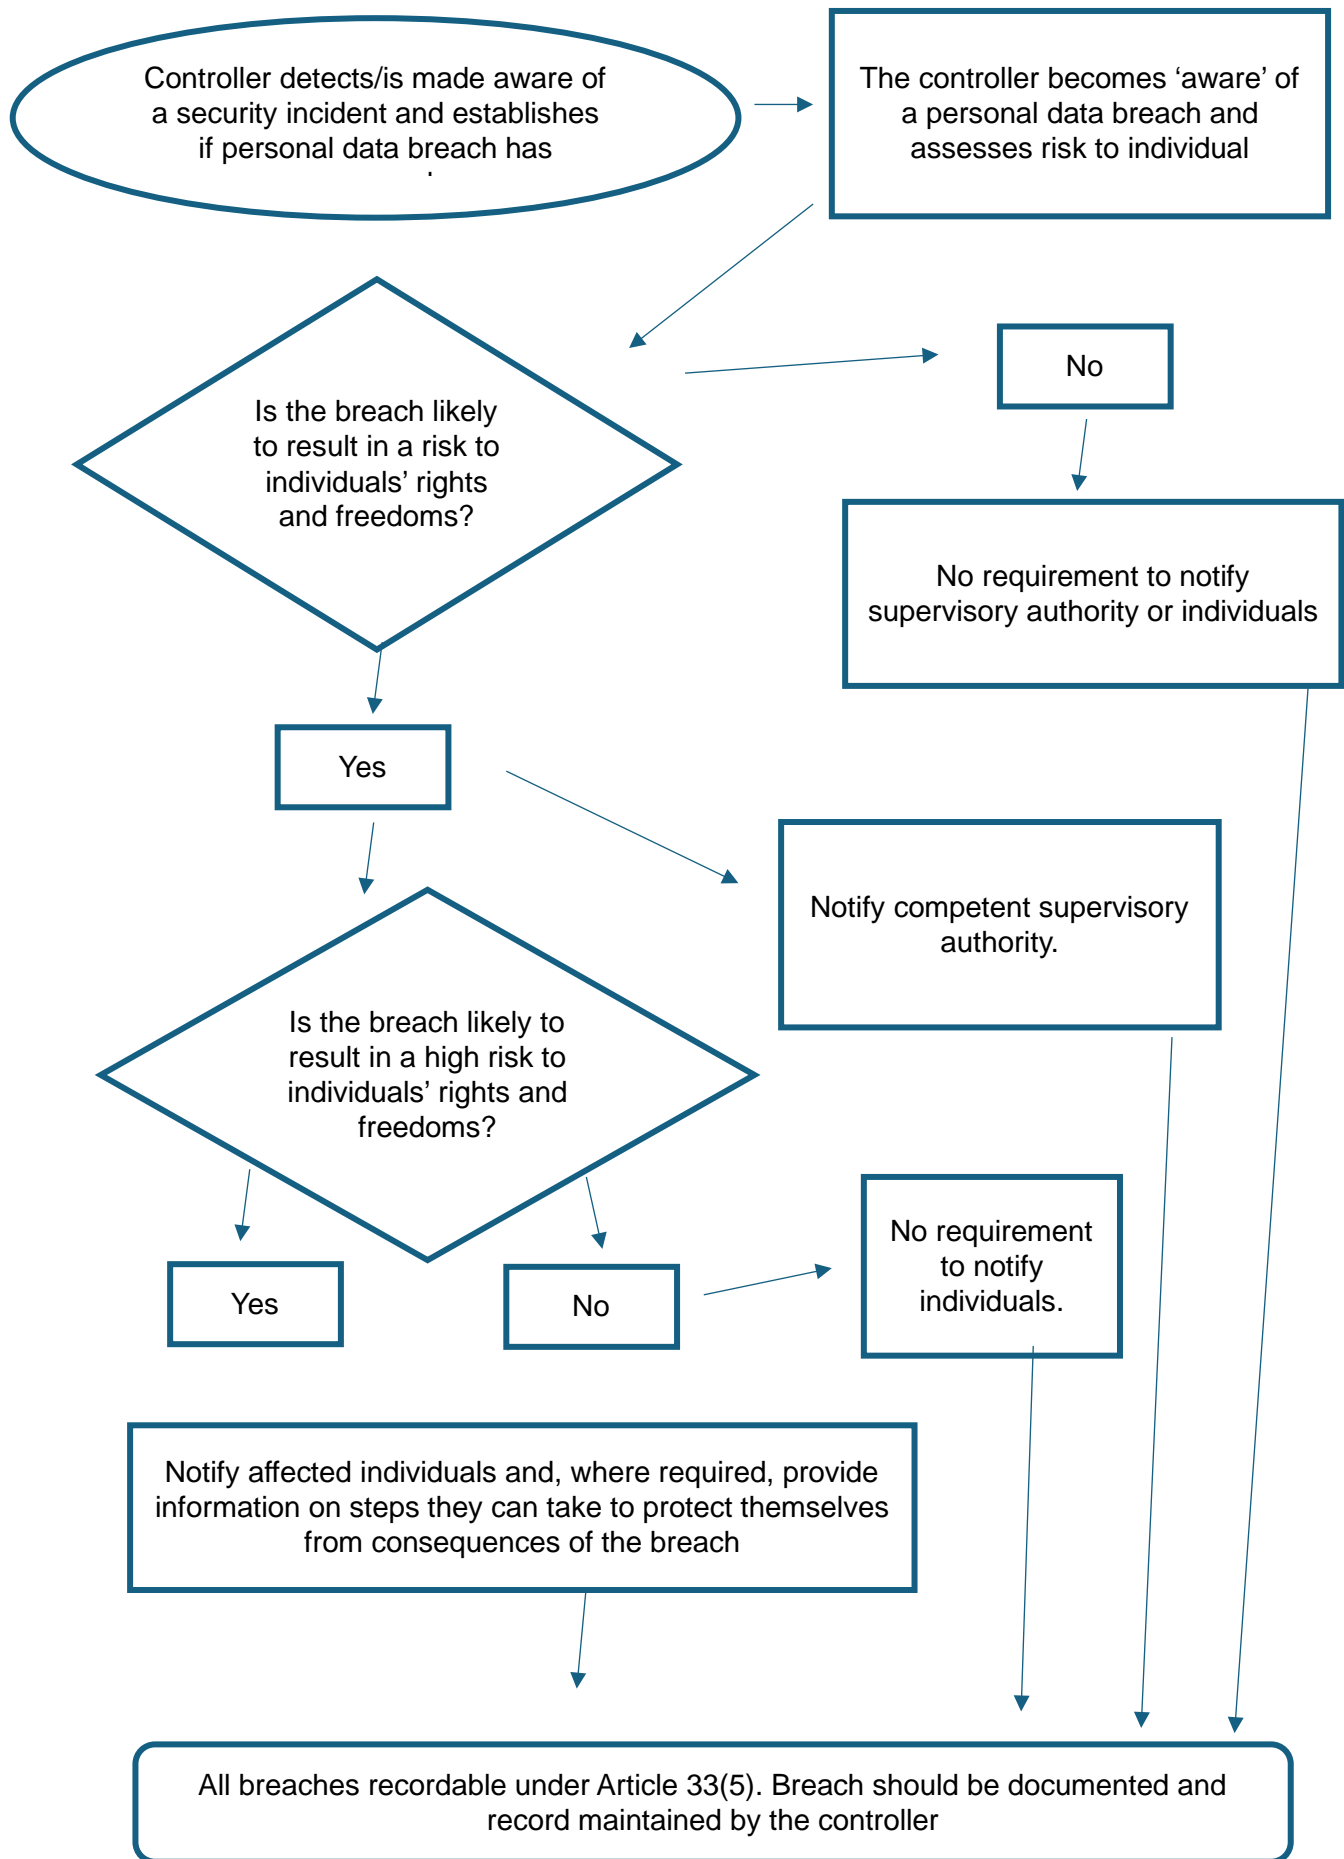 Controller detects/is made aware of
a security incident and establishes
if personal data breach has
The controller becomes ‘aware’ of
a personal data breach and
assesses risk to individual
Is the breach likely
to result in a risk to
individuals’ rights
and freedoms?
No
No requirement to notify
supervisory authority or individuals
Yes
Notify competent supervisory
authority.
Is the breach likely to
result in a high risk to
individuals’ rights and
freedoms?
Yes
No
No requirement
to notify
individuals.
Notify affected individuals and, where required, provide
information on steps they can take to protect themselves
from consequences of the breach
All breaches recordable under Article 33(5). Breach should be documented and
record maintained by the controller